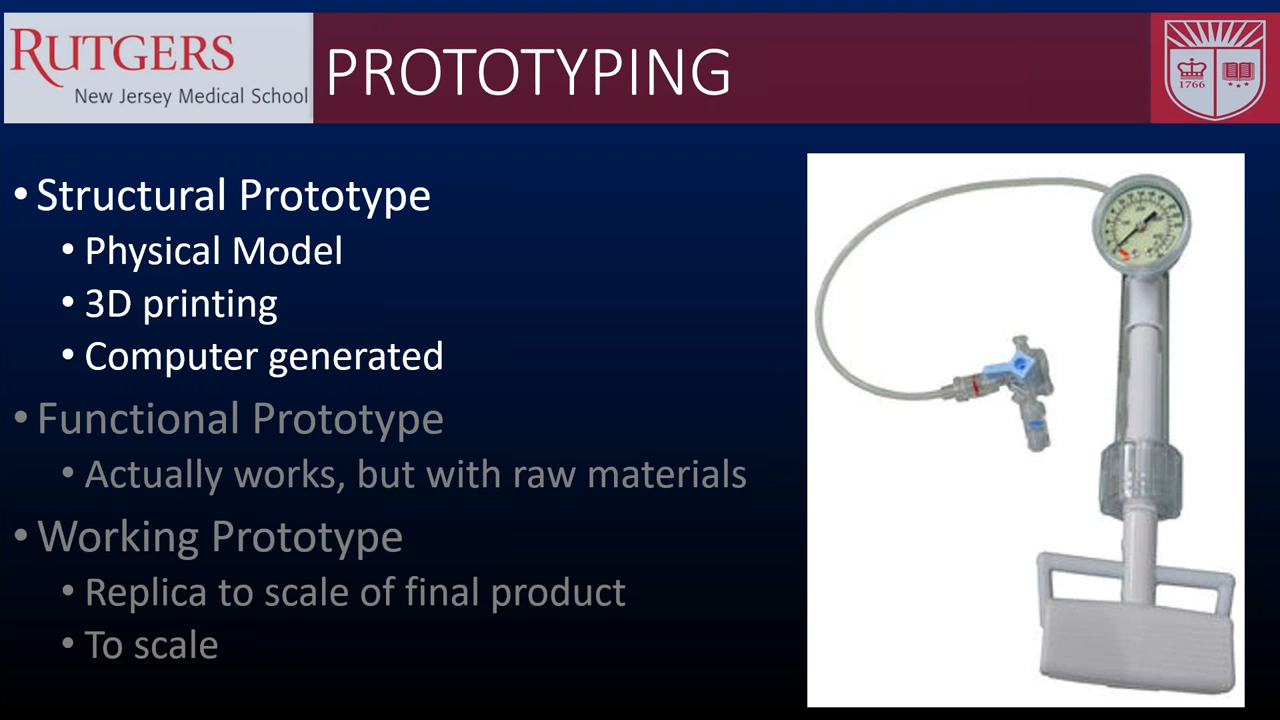 RUTGERS
New Jersey Medical School
PROTOTYPING
1766
• Structural Prototype
• Physical Model
• 3D printing
• Computer generated
• Functional Prototype
• Actually works, but with raw materials
• Working Prototype
• Replica to scale of final product
• To scale